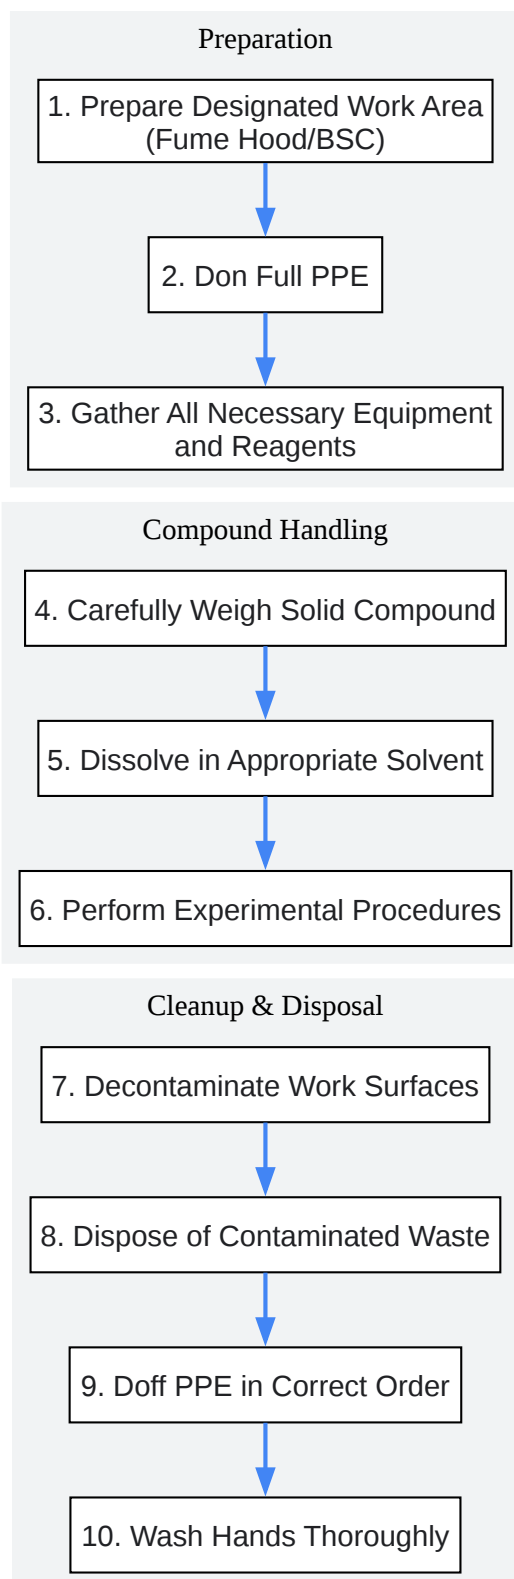 Preparation
1. Prepare Designated Work Area
(Fume Hood/BSC)
2. Don Full PPE
3. Gather All Necessary Equipment
and Reagents
Compound Handling
4. Carefully Weigh Solid Compound
5. Dissolve in Appropriate Solvent
6. Perform Experimental Procedures
Cleanup & Disposal
7. Decontaminate Work Surfaces
8. Dispose of Contaminated Waste
9. Doff PPE in Correct Order
10. Wash Hands Thoroughly